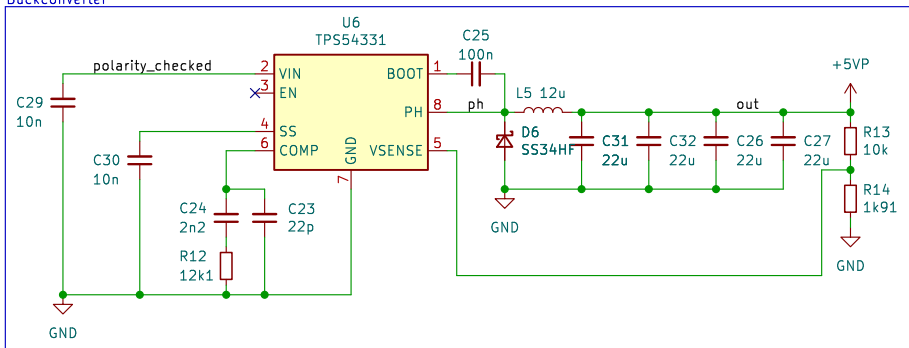 Buckconverter
U6
TPS54331
C25
100n
+5VP
polarity_checked
2
VIN
BOOT
1
3
EN
C29
10n
PH
8
ph
L5 12u
out
4
SS
D6
SS34HF
C31
22u
C32
22u
C26
22u
C27
22u
R13
10k
6
COMP
GND
VSENSE
5
C30
10n
7
R14
1k91
C24
2n2
C23
22p
GND
R12
12k1
GND
GND